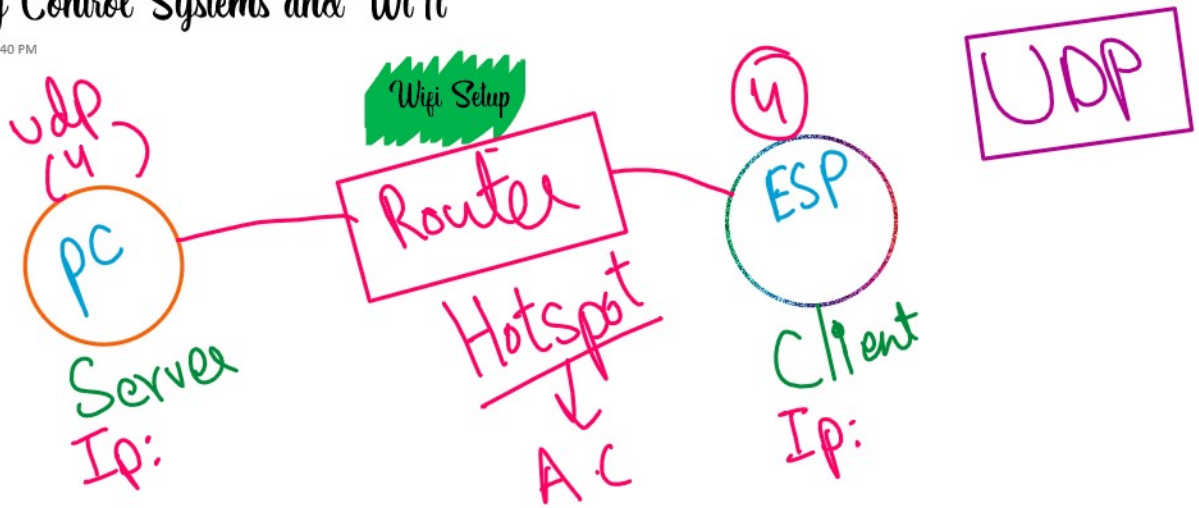 Control Systems and Wifi
40 PM
udp
(4)
Wifi Setup
4
UDP
PC
Router
ESP
Hotspot
Server
Client
Ip:
Ip:
A.C